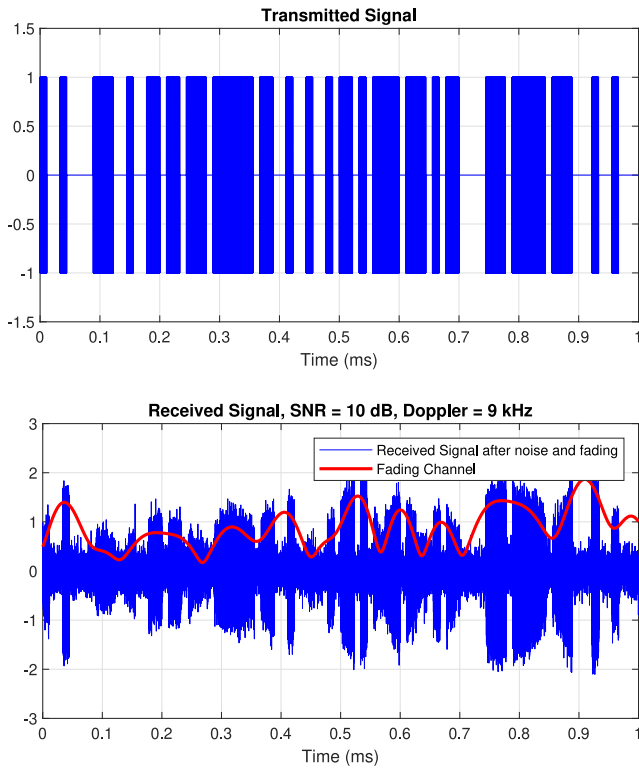 Transmitted Signal
1.5
1
0.5
0
-0.5
-1
-1.5
0 0.1 0.2 0.3 0.4 0.5 0.6 0.7 0.8 0.9 1
Time (ms)
Received Signal, SNR = 10 dB, Doppler = 9 kHz
3
Received Signal after noise and fading
2
Fading Channel
1
0
-1
-2
-3
0 0.1 0.2 0.3 0.4 0.5 0.6 0.7 0.8 0.9 1
Time (ms)